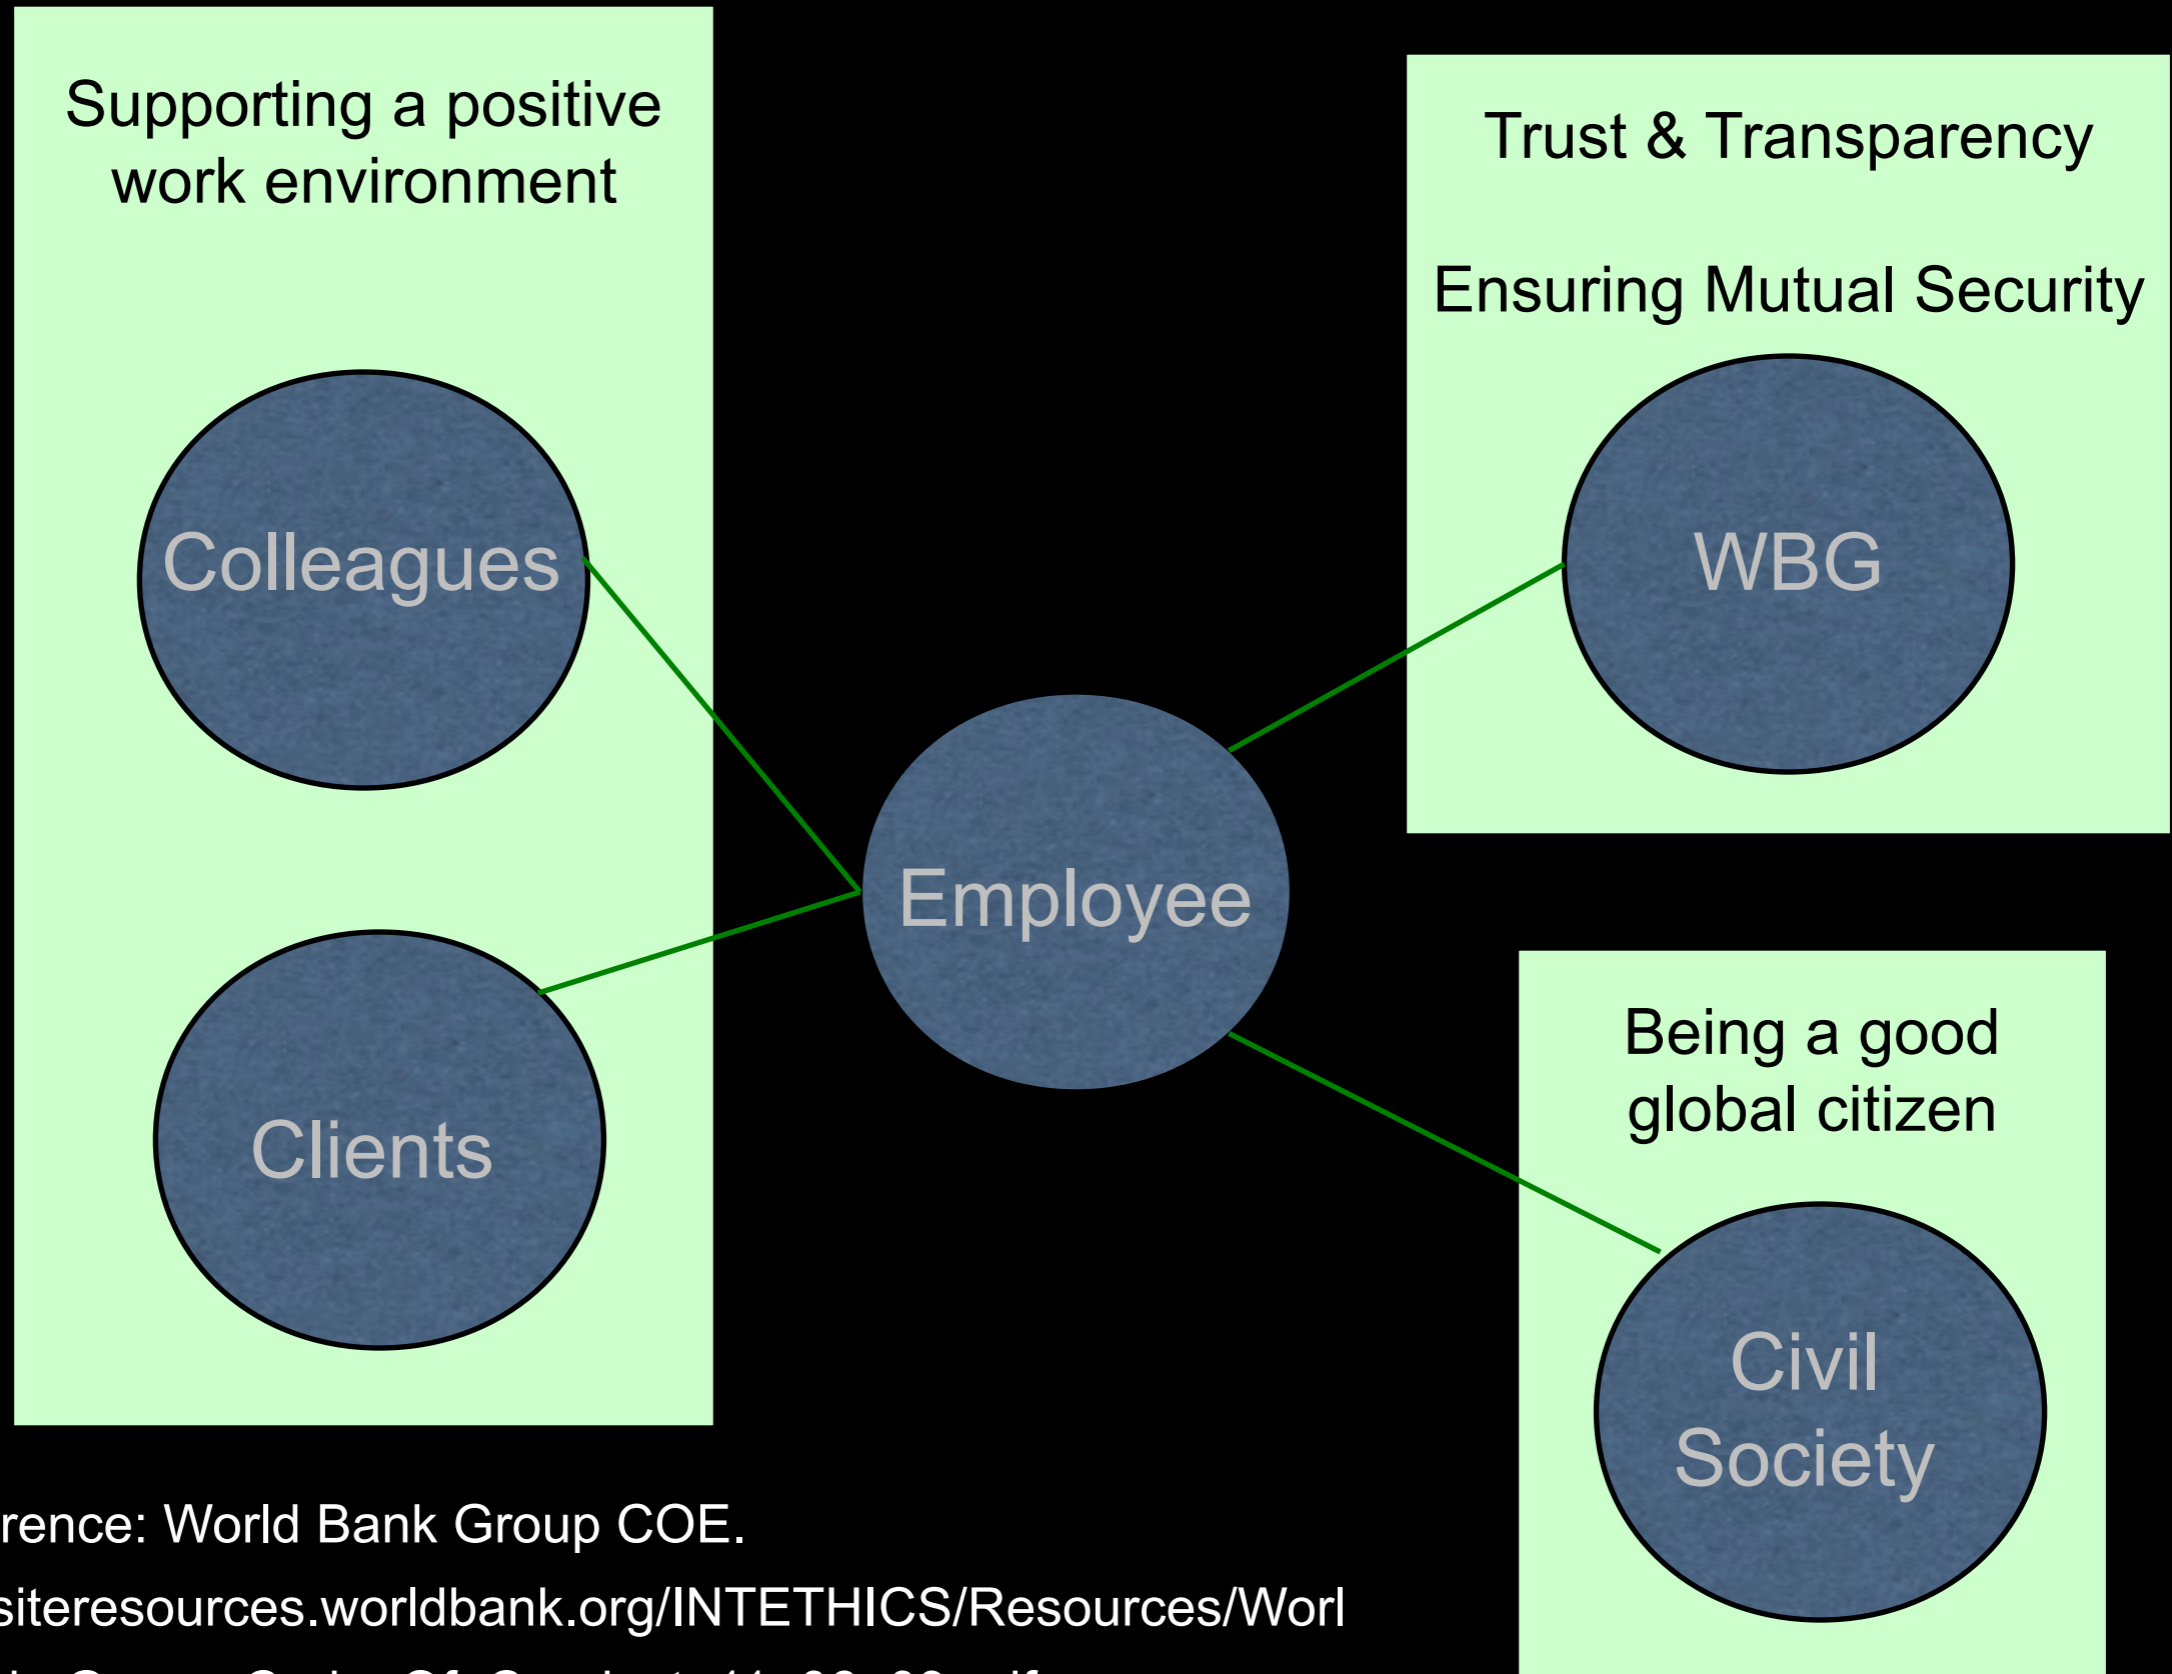 Supporting a positive
work environment
Trust & Transparency
Ensuring Mutual Security
Colleagues
WBG
Employee
Being a good
global citizen
Clients
Civil
Society
rence: World Bank Group COE.
siteresources.worldbank.org/INTETHICS/Resources/Worl